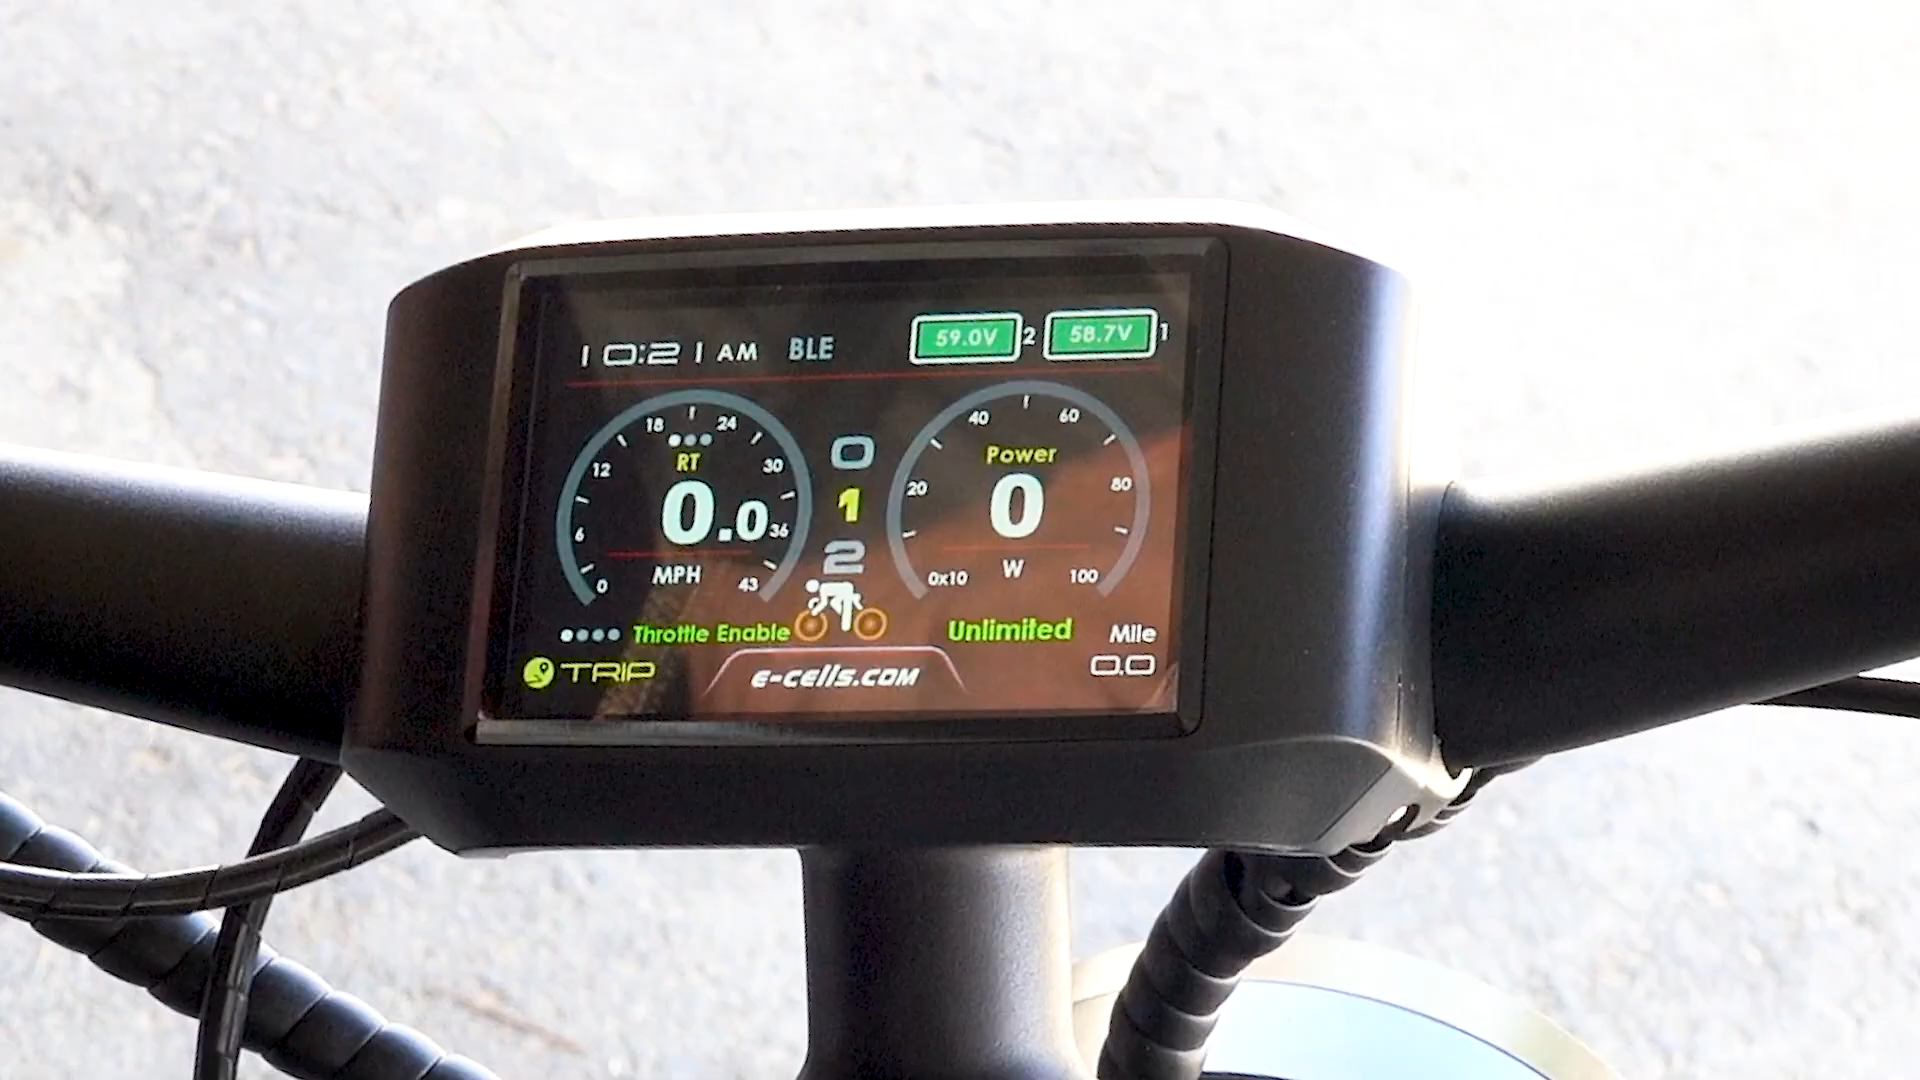 10:21 AM BLE 59.0V 2 58.7V 1
18 24
12 RT 30
0.0 36
6
MPH
0 43
0
1
2
40 60
Power
20 0 80
0x10 W 100
Throttle Enable Unlimited Mile
TRIP e-cells.com 0.0